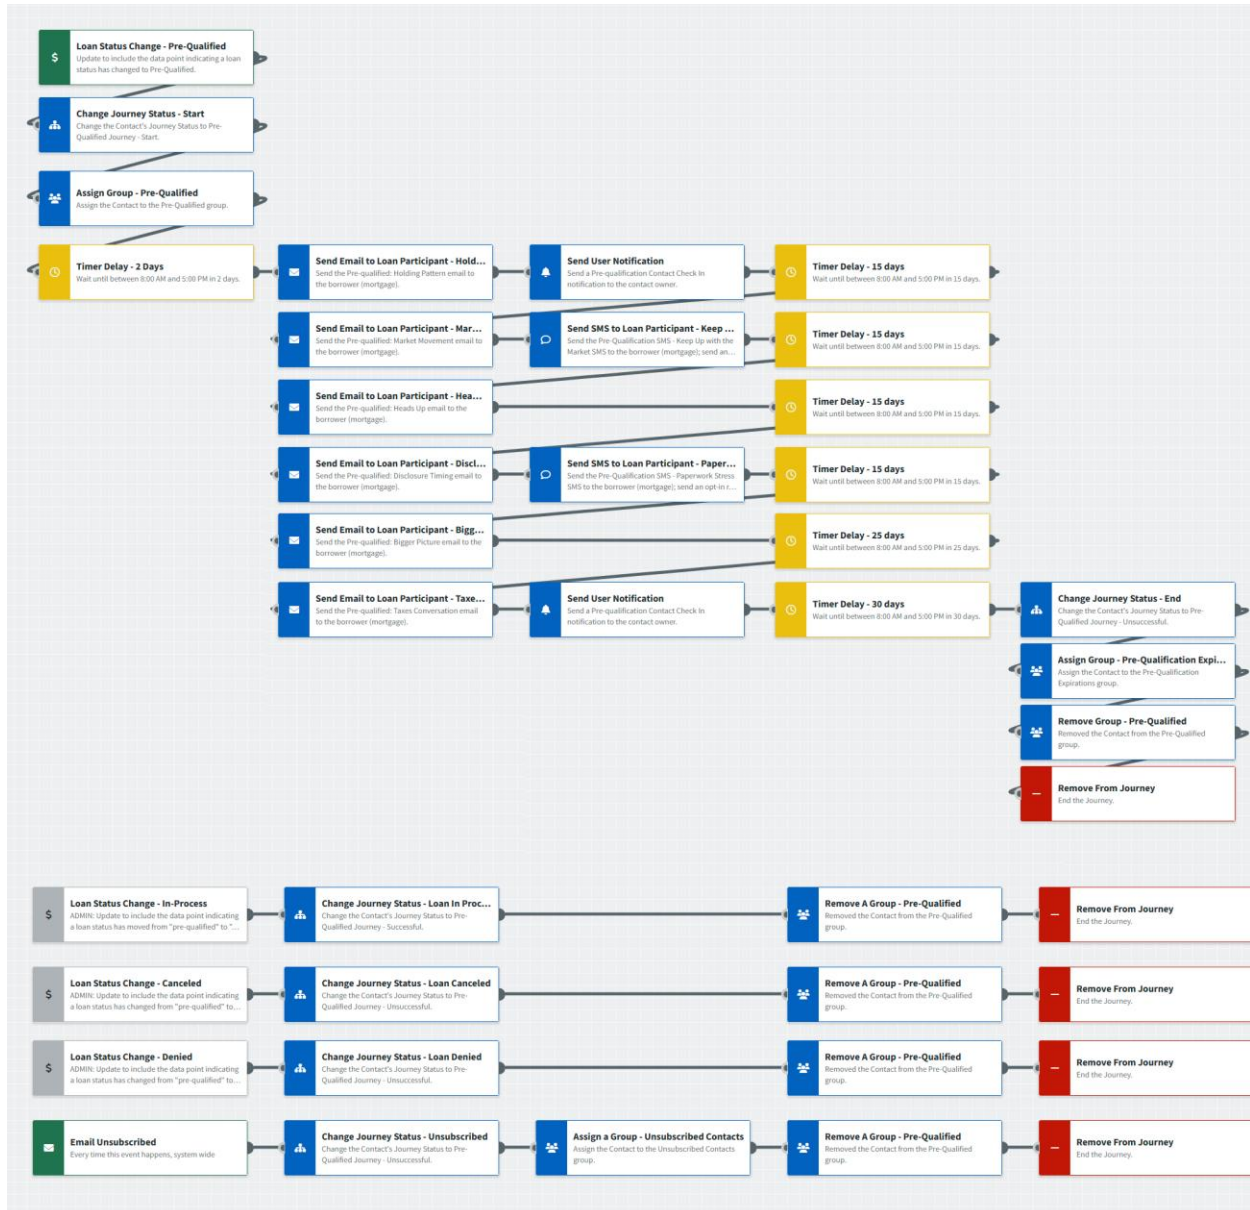 Loan Status Change - Pre-Qualified
Update to include the data point indicating a loan
status has changed to Pre-Qualified.
Change Journey Status - Start
Change the Contact's Journey Status to Pre-
Qualified Journey - Start.
Assign Group - Pre-Qualified
Assign the Contact to the Pre-Qualified group.
Timer Delay - 2 Days
Wait until between 8:00 AM and 5:00 PM in 2 days.
Send Email to Loan Participant - Hold...
Send the Pre-qualified: Holding Pattern email to
the borrower (mortgage).
Send User Notification
Send a Pre-qualification Contact Check In
notification to the contact owner.
Timer Delay - 15 days
Wait until between 8:00 AM and 5:00 PM in 15 days.
Send Email to Loan Participant - Mar...
Send the Pre-qualified: Market Movement email to
the borrower (mortgage).
Send SMS to Loan Participant - Keep ...
Send the Pre-Qualification SMS - Keep Up with the
Market SMS to the borrower (mortgage); send an...
Timer Delay - 15 days
Wait until between 8:00 AM and 5:00 PM in 15 days.
Send Email to Loan Participant - Hea...
Send the Pre-qualified: Heads Up email to the
borrower (mortgage).
Timer Delay - 15 days
Wait until between 8:00 AM and 5:00 PM in 15 days.
Send Email to Loan Participant - Discl...
Send the Pre-qualified: Disclosure Timing email to
the borrower (mortgage).
Send SMS to Loan Participant - Paper...
Send the Pre-Qualification SMS - Paperwork Stress
SMS to the borrower (mortgage); send an opt-in r...
Timer Delay - 15 days
Wait until between 8:00 AM and 5:00 PM in 15 days.
Send Email to Loan Participant - Bigg...
Send the Pre-qualified: Bigger Picture email to the
borrower (mortgage).
Timer Delay - 25 days
Wait until between 8:00 AM and 5:00 PM in 25 days.
Send Email to Loan Participant - Taxe...
Send the Pre-qualified: Taxes Conversation email
to the borrower (mortgage).
Send User Notification
Send a Pre-qualification Contact Check In
notification to the contact owner.
Timer Delay - 30 days
Wait until between 8:00 AM and 5:00 PM in 30 days.
Change Journey Status - End
Change the Contact's Journey Status to Pre-
Qualified Journey - Unsuccessful.
Assign Group - Pre-Qualification Expi...
Assign the Contact to the Pre-Qualification
Expirations group.
Remove Group - Pre-Qualified
Removed the Contact from the Pre-Qualified
group.
Remove From Journey
End the Journey.
Loan Status Change - In-Process
ADMIN: Update to include the data point indicating
a loan status has moved from "pre-qualified" to "...
Change Journey Status - Loan In Proc...
Change the Contact's Journey Status to Pre-
Qualified Journey - Successful.
Remove A Group - Pre-Qualified
Removed the Contact from the Pre-Qualified
group.
Remove From Journey
End the Journey.
Loan Status Change - Canceled
ADMIN: Update to include the data point indicating
a loan status has changed from "pre-qualified" to...
Change Journey Status - Loan Canceled
Change the Contact's Journey Status to Pre-
Qualified Journey - Unsuccessful.
Remove A Group - Pre-Qualified
Removed the Contact from the Pre-Qualified
group.
Remove From Journey
End the Journey.
Loan Status Change - Denied
ADMIN: Update to include the data point indicating
a loan status has changed from "pre-qualified" to...
Change Journey Status - Loan Denied
Change the Contact's Journey Status to Pre-
Qualified Journey - Unsuccessful.
Remove A Group - Pre-Qualified
Removed the Contact from the Pre-Qualified
group.
Remove From Journey
End the Journey.
Email Unsubscribed
Every time this event happens, system wide
Change Journey Status - Unsubscribed
Change the Contact's Journey Status to Pre-
Qualified Journey - Unsuccessful.
Assign a Group - Unsubscribed Contacts
Assign the Contact to the Unsubscribed Contacts
group.
Remove A Group - Pre-Qualified
Removed the Contact from the Pre-Qualified
group.
Remove From Journey
End the Journey.